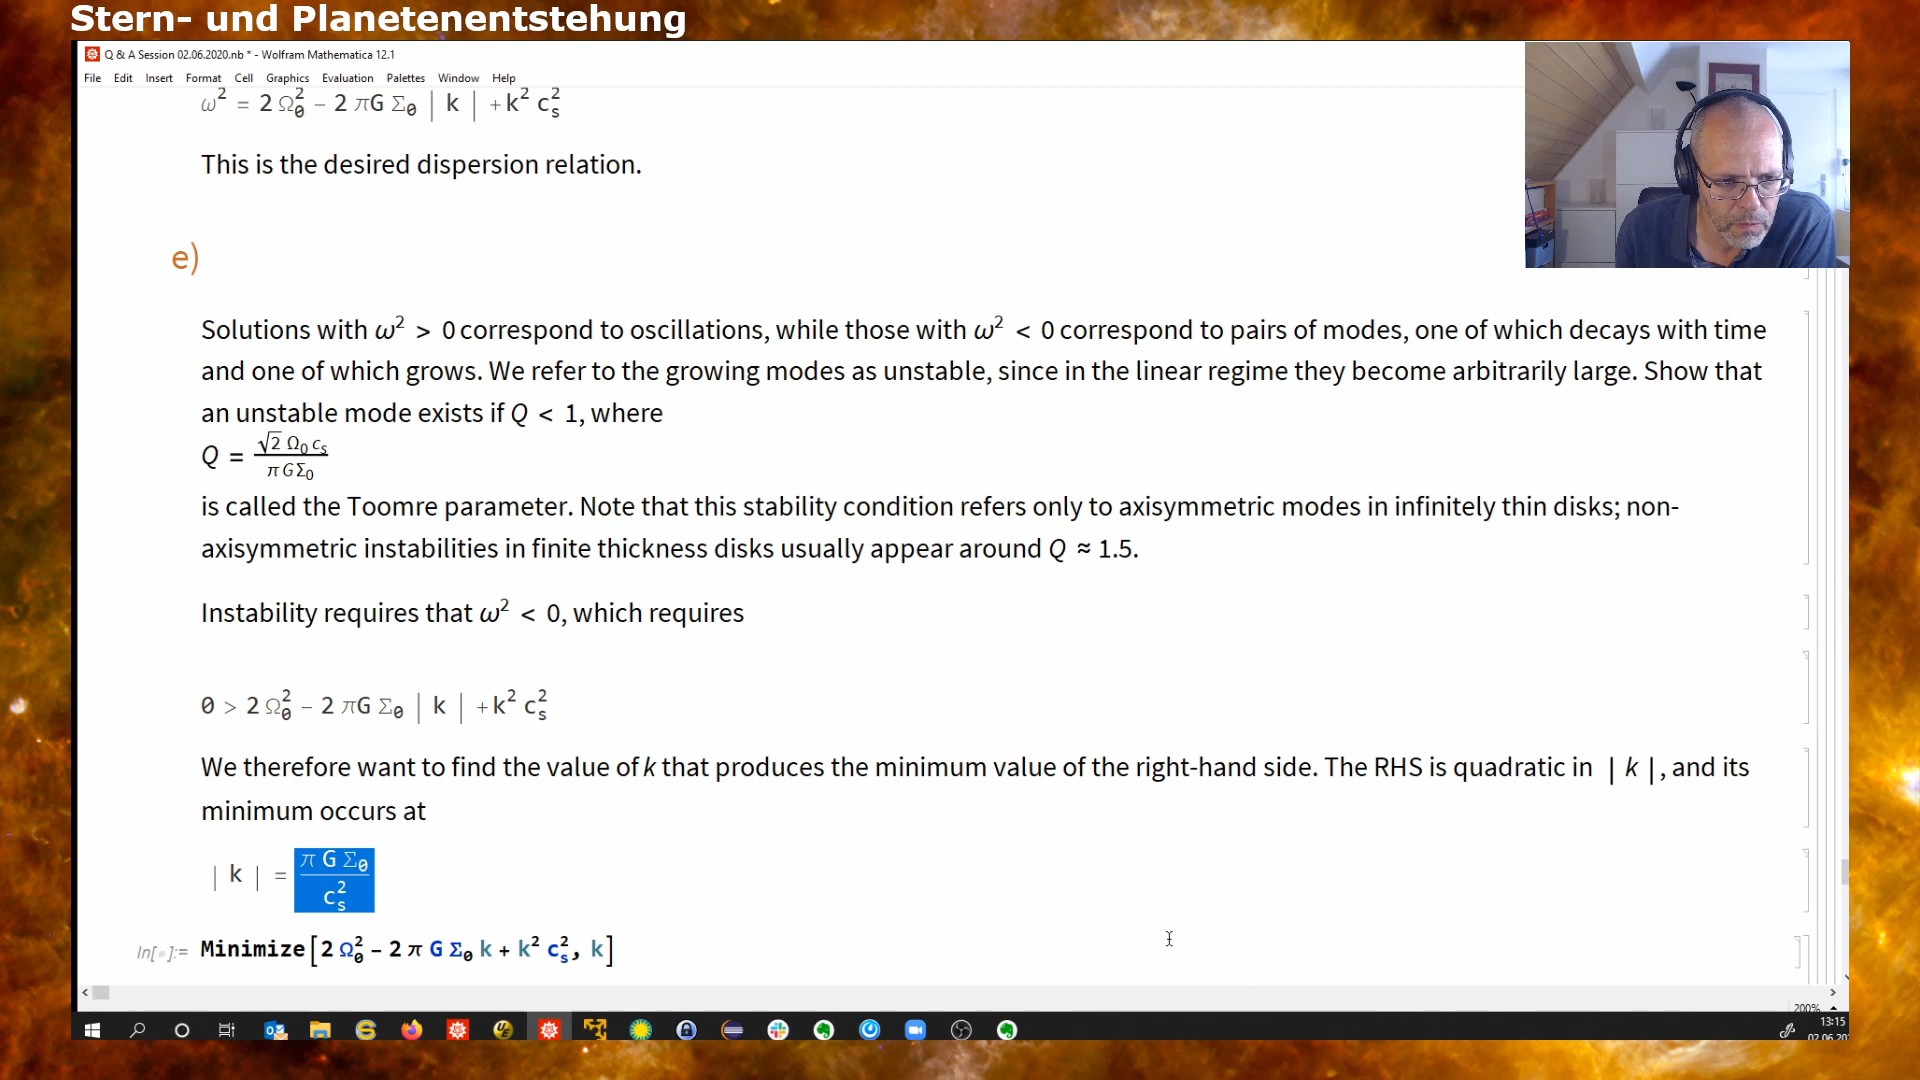 Stern- und Planetenentstehung
Q & A Session 02.06.2020.nb * - Wolfram Mathematica 12.1
File Edit Insert Format Cell Graphics Evaluation Palettes Window Help
ω² = 2 Ω₀² − 2 πG Σ₀ | k | + k² cₛ²
This is the desired dispersion relation.
e)
Solutions with ω² > 0 correspond to oscillations, while those with ω² < 0 correspond to pairs of modes, one of which decays with time
and one of which grows. We refer to the growing modes as unstable, since in the linear regime they become arbitrarily large. Show that
an unstable mode exists if Q < 1, where
Q = √2 Ω₀ cₛ / π G Σ₀
is called the Toomre parameter. Note that this stability condition refers only to axisymmetric modes in infinitely thin disks; non-
axisymmetric instabilities in finite thickness disks usually appear around Q ≈ 1.5.
Instability requires that ω² < 0, which requires
0 > 2 Ω₀² − 2 πG Σ₀ | k | + k² cₛ²
We therefore want to find the value of k that produces the minimum value of the right-hand side. The RHS is quadratic in | k |, and its
minimum occurs at
| k | = π G Σ₀ / cₛ²
In[ ]:= Minimize[2 Ω₀² − 2 π G Σ₀ k + k² cₛ², k]
200%
13:15